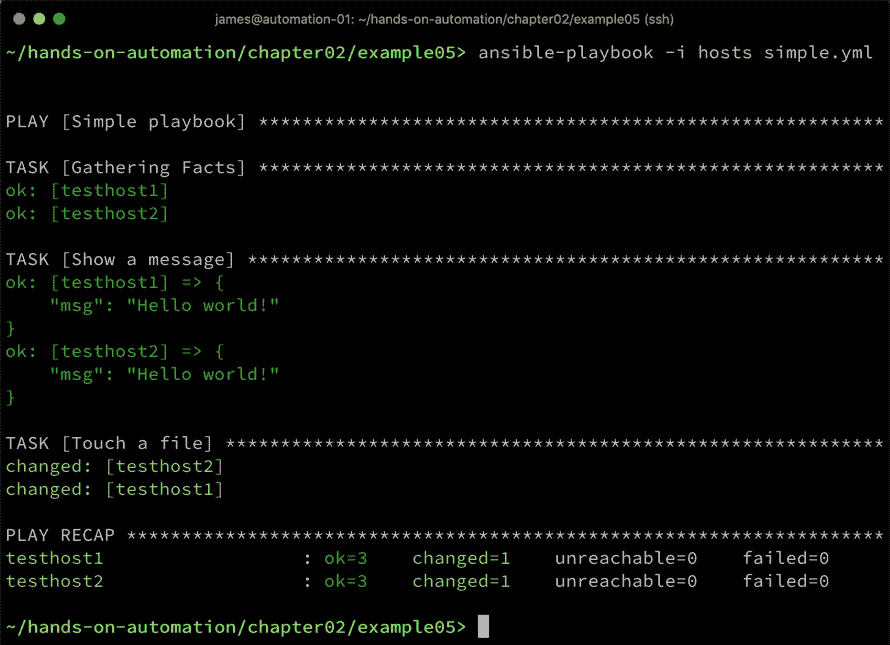 james@automation-01: ~/hands-on-automation/chapter02/example05 (ssh)
~/hands-on-automation/chapter02/example05> ansible-playbook -i hosts simple.yml
PLAY [Simple playbook] *********************************************************
TASK [Gathering Facts] *********************************************************
ok: [testhost1]
ok: [testhost2]
TASK [Show a message] **********************************************************
ok: [testhost1] => {
    "msg": "Hello world!"
}
ok: [testhost2] => {
    "msg": "Hello world!"
}
TASK [Touch a file] ************************************************************
changed: [testhost2]
changed: [testhost1]
PLAY RECAP *********************************************************************
testhost1                  : ok=3    changed=1    unreachable=0    failed=0
testhost2                  : ok=3    changed=1    unreachable=0    failed=0
~/hands-on-automation/chapter02/example05>